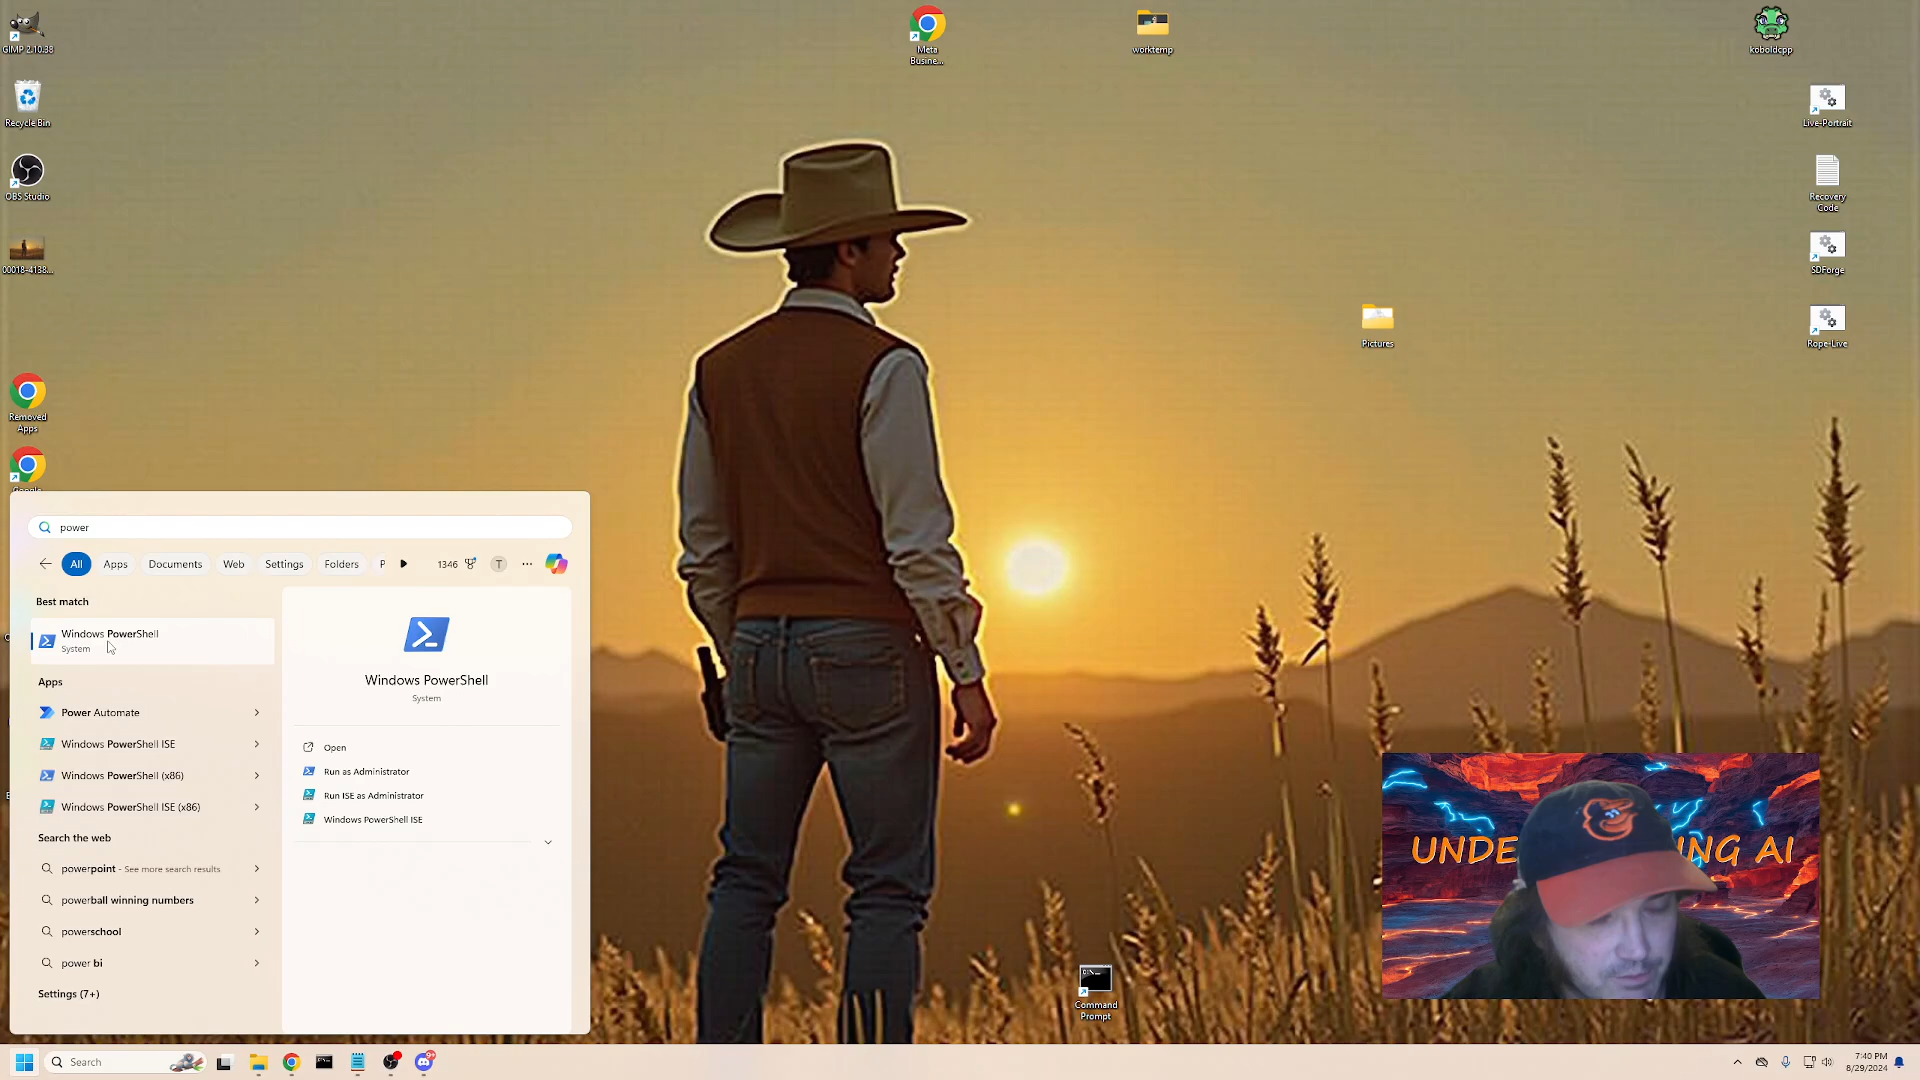 GIMP 2.10.38
Meta
Busine...
worktemp
koboldcpp
Recycle Bin
Live-Portrait
OBS Studio
Recovery
Code
00018-4138...
SDForge
Pictures
Rope-Live
Removed
Apps
power
All
Apps
Documents
Web
Settings
Folders
P
1346
T
Best match
Windows PowerShell
System
Windows PowerShell
System
Apps
Power Automate
Windows PowerShell ISE
Windows PowerShell (x86)
Windows PowerShell ISE (x86)
Open
Run as Administrator
Run ISE as Administrator
Windows PowerShell ISE
Search the web
powerpoint - See more search results
powerball winning numbers
powerschool
power bi
Settings (7+)
UNDE NG AI
Command
Prompt
Search
7:40 PM
8/29/2024